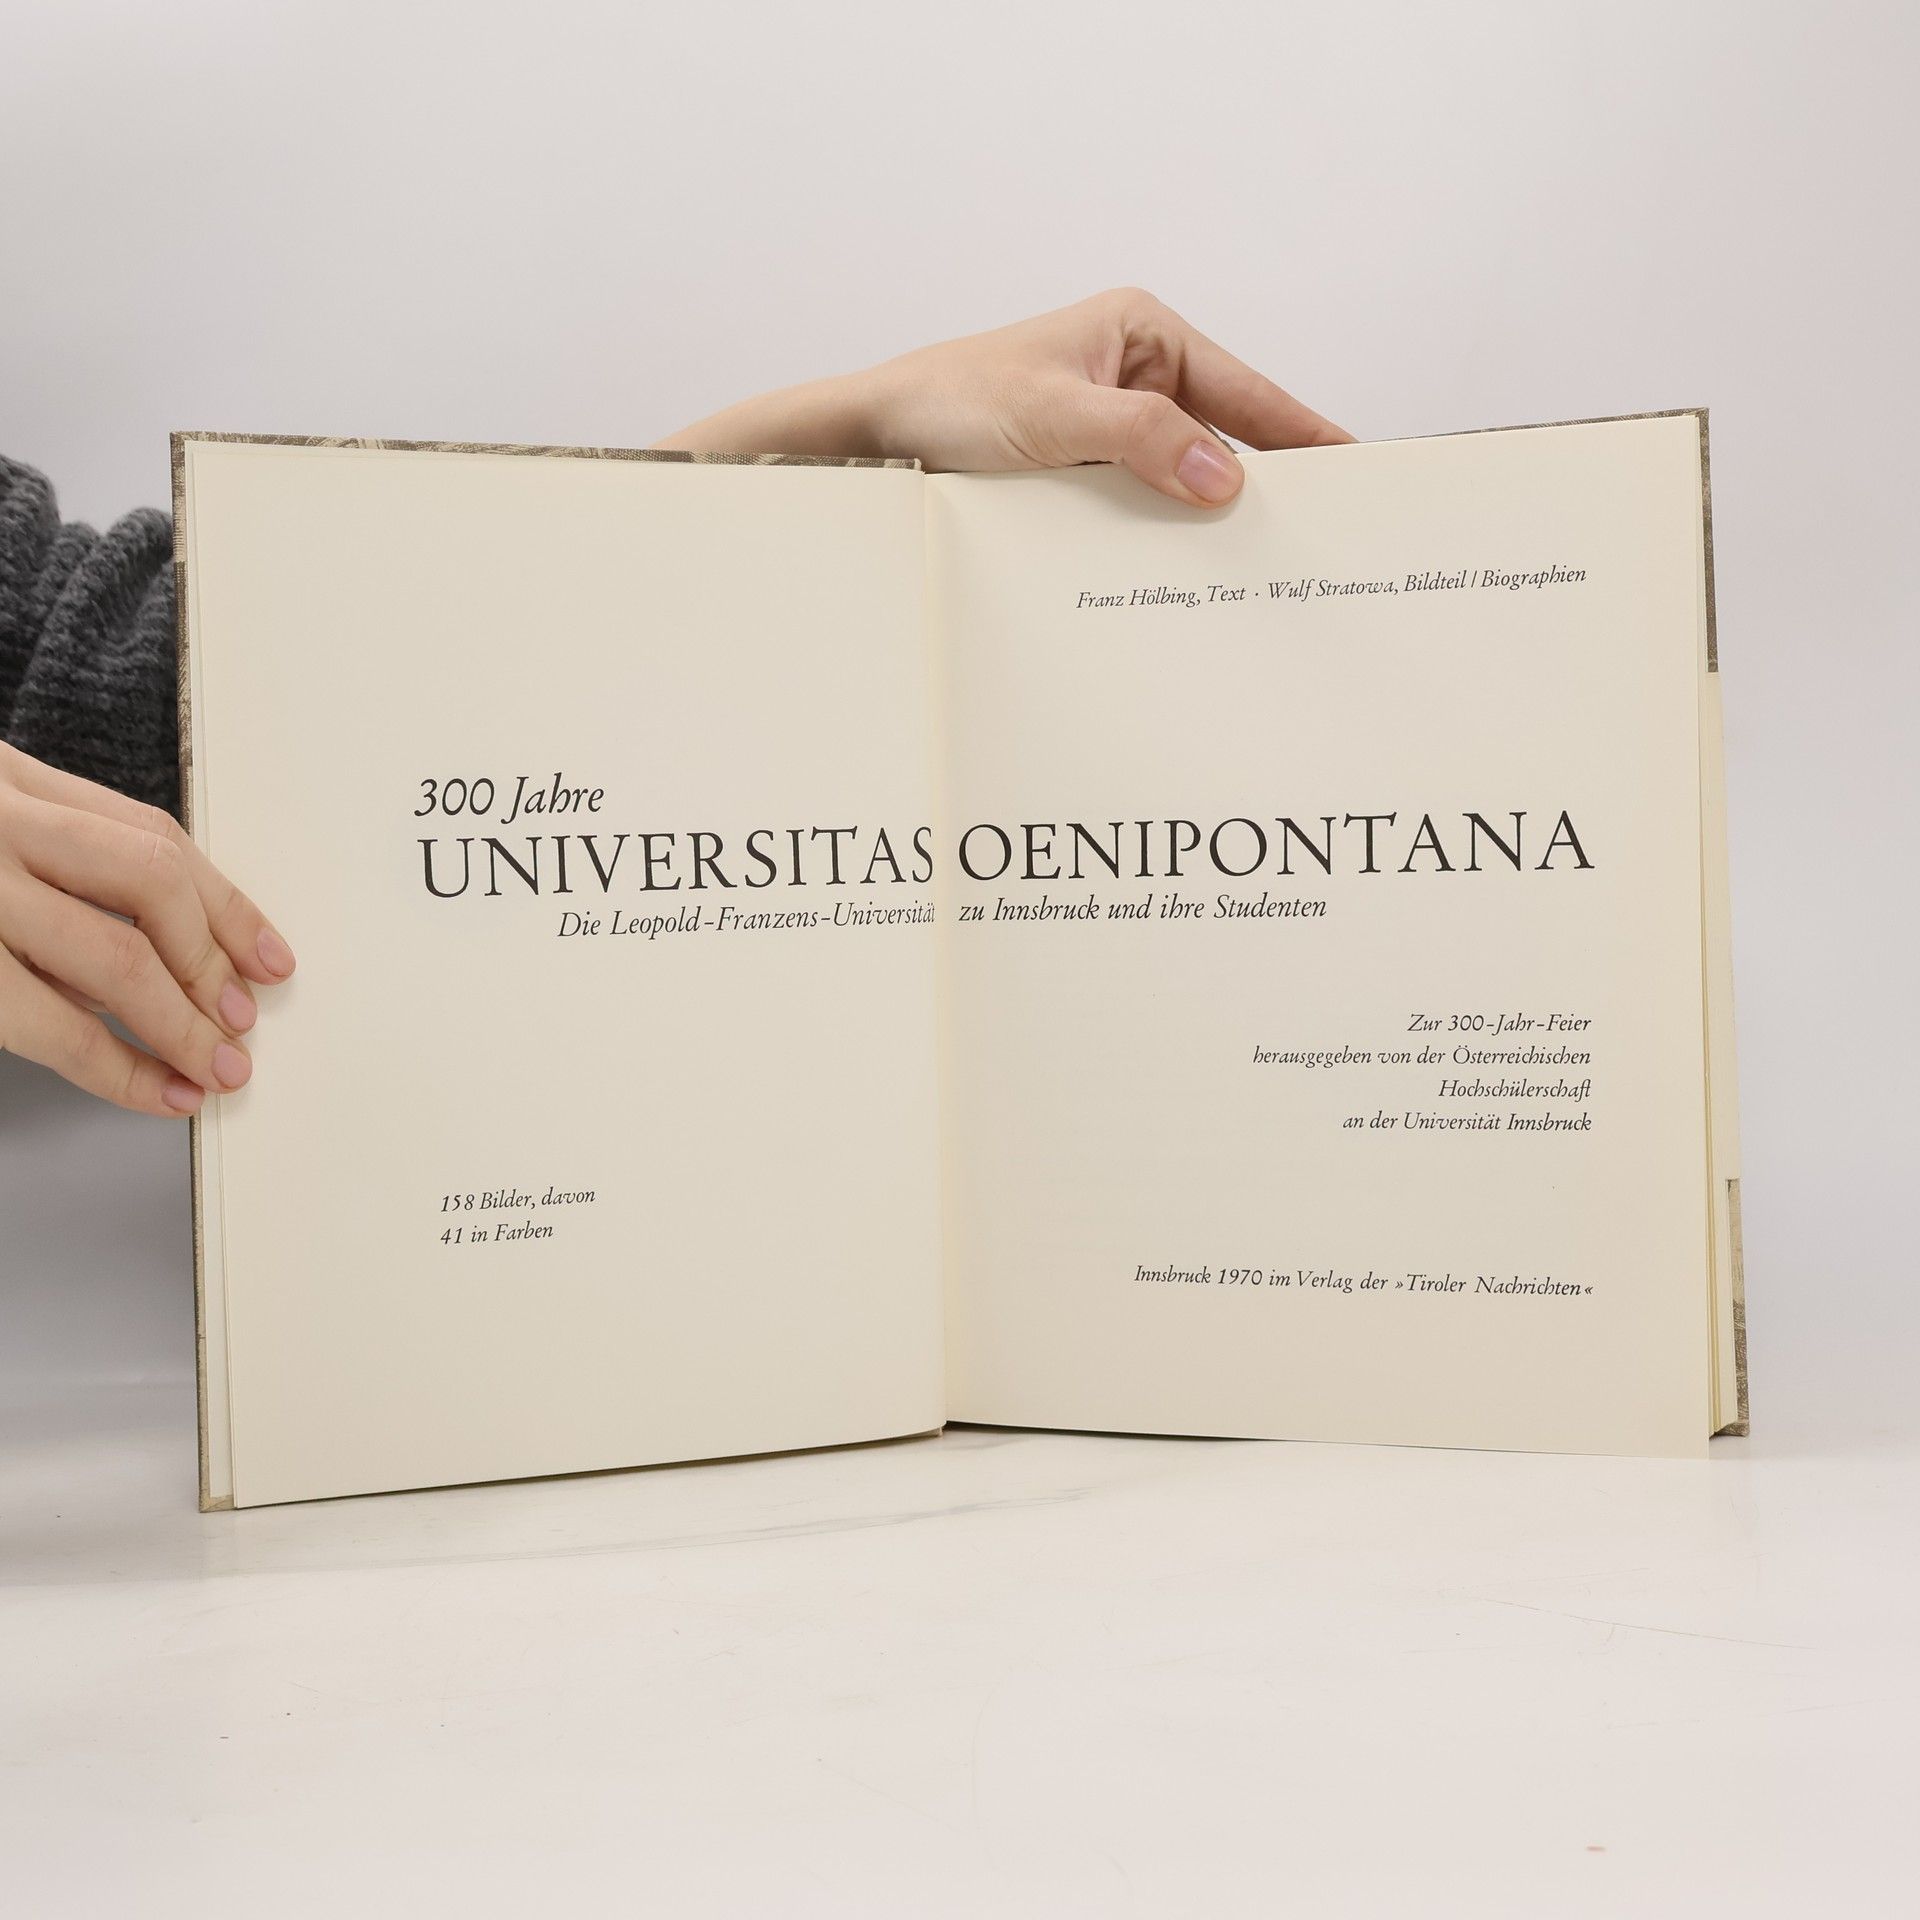 Franz Hölbing, Text · Wulf Stratowa, Bildteil / Biographien
300 Jahre
UNIVERSITAS OENIPONTANA
Die Leopold-Franzens-Universität zu Innsbruck und ihre Studenten
Zur 300-Jahr-Feier
herausgegeben von der Österreichischen
Hochschülerschaft
an der Universität Innsbruck
158 Bilder, davon
41 in Farben
Innsbruck 1970 im Verlag der »Tiroler Nachrichten«